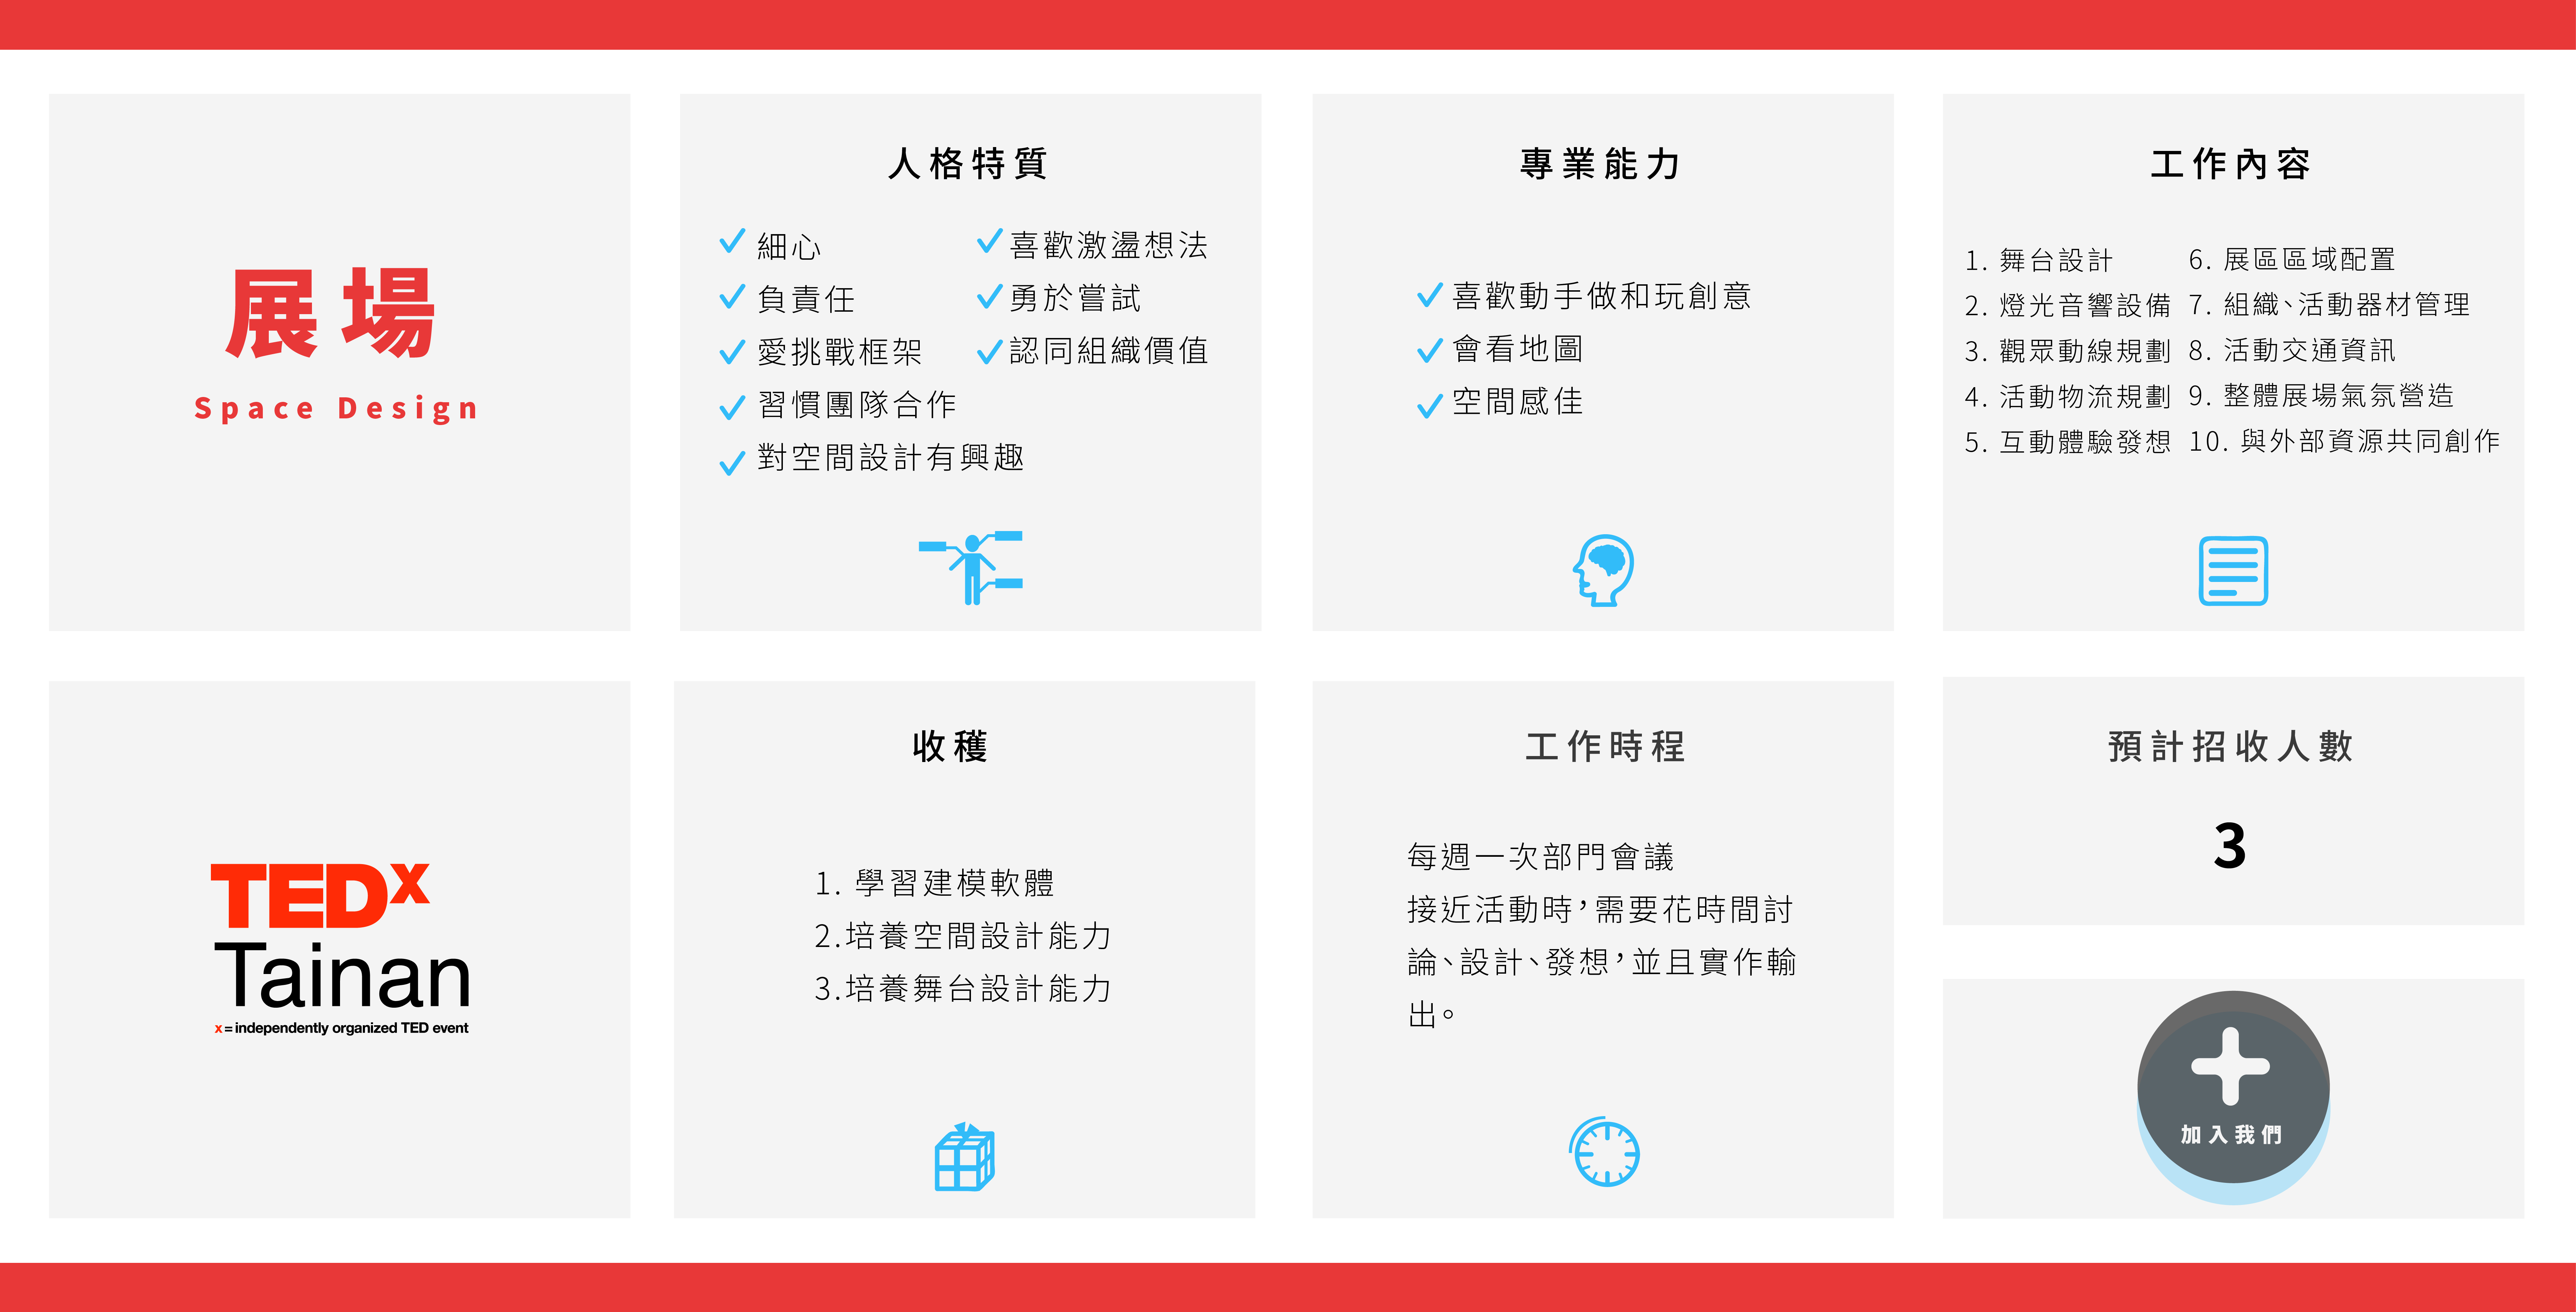 展場
Space Design
人格特質
細心
負責任
愛挑戰框架
習慣團隊合作
對空間設計有興趣
喜歡激盪想法
勇於嘗試
認同組織價值
專業能力
喜歡動手做和玩創意
會看地圖
空間感佳
工作內容
1. 舞台設計
2. 燈光音響設備
3. 觀眾動線規劃
4. 活動物流規劃
5. 互動體驗發想
6. 展區區域配置
7. 組織、活動器材管理
8. 活動交通資訊
9. 整體展場氣氛營造
10. 與外部資源共同創作
TEDx
Tainan
x = independently organized TED event
收穫
1. 學習建模軟體
2.培養空間設計能力
3.培養舞台設計能力
工作時程
每週一次部門會議
接近活動時，需要花時間討
論、設計、發想，並且實作輸
出。
預計招收人數
3
加入我們